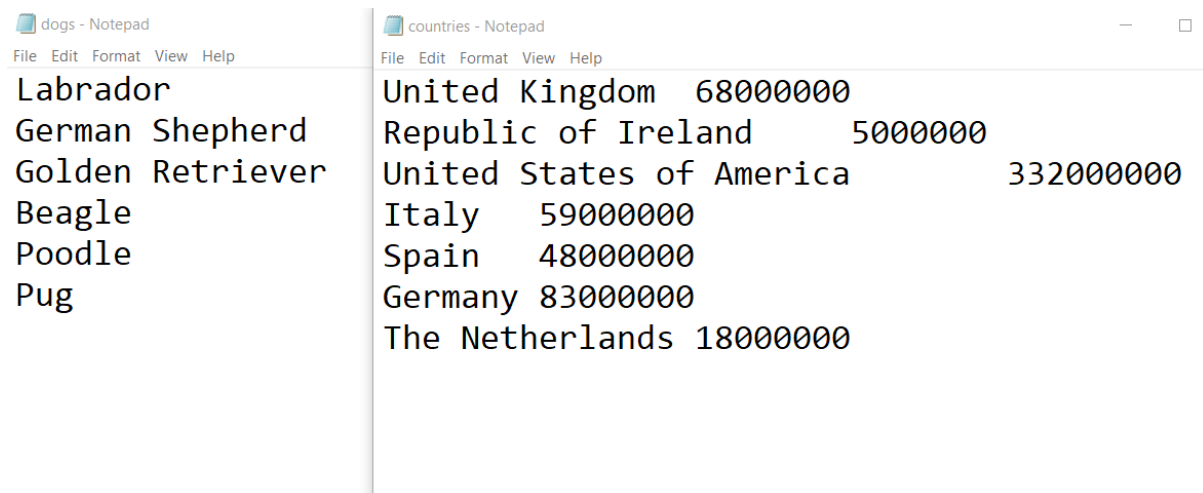 dogs - Notepad
File Edit Format View Help
Labrador
German Shepherd
Golden Retriever
Beagle
Poodle
Pug
countries - Notepad
File Edit Format View Help
United Kingdom	68000000
Republic of Ireland	5000000
United States of America	332000000
Italy	59000000
Spain	48000000
Germany	83000000
The Netherlands	18000000